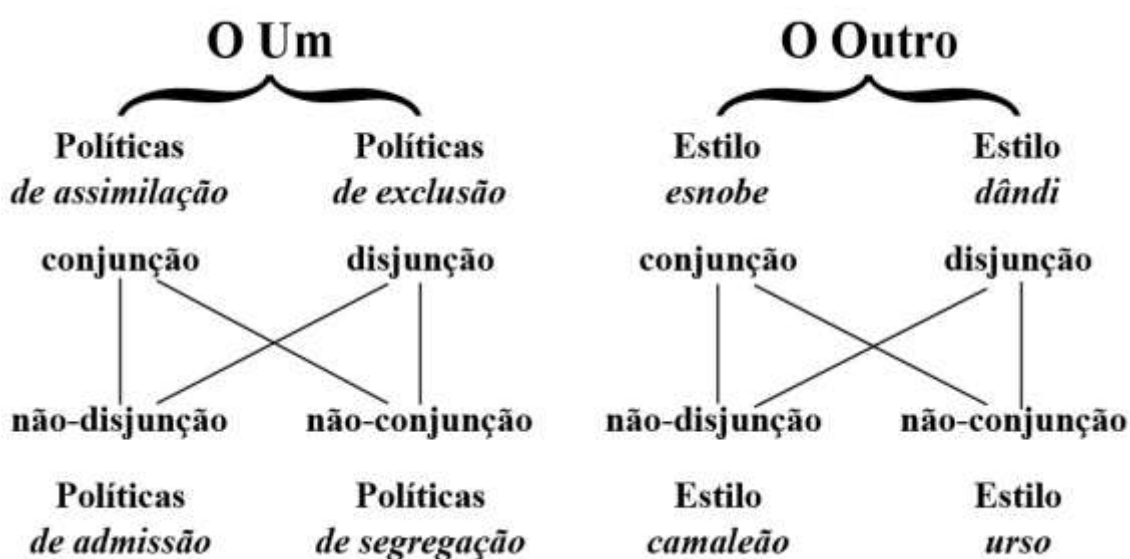 O Um
O Outro
Políticas
de assimilação
Políticas
de exclusão
Estilo
esnobe
Estilo
dândi
conjunção
disjunção
conjunção
disjunção
não-disjunção
não-conjunção
não-disjunção
não-conjunção
Políticas
de admissão
Políticas
de segregação
Estilo
camaleão
Estilo
urso